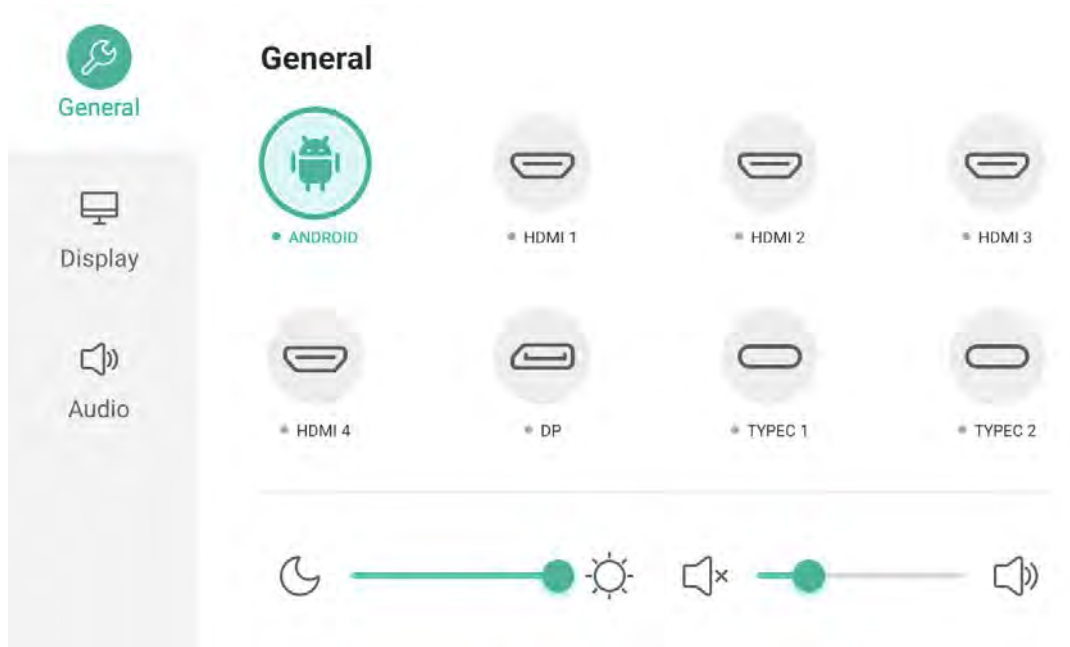 General
General
ANDROID
HDMI 1
HDMI 2
HDMI 3
Display
Audio
HDMI 4
DP
TYPEC 1
TYPEC 2